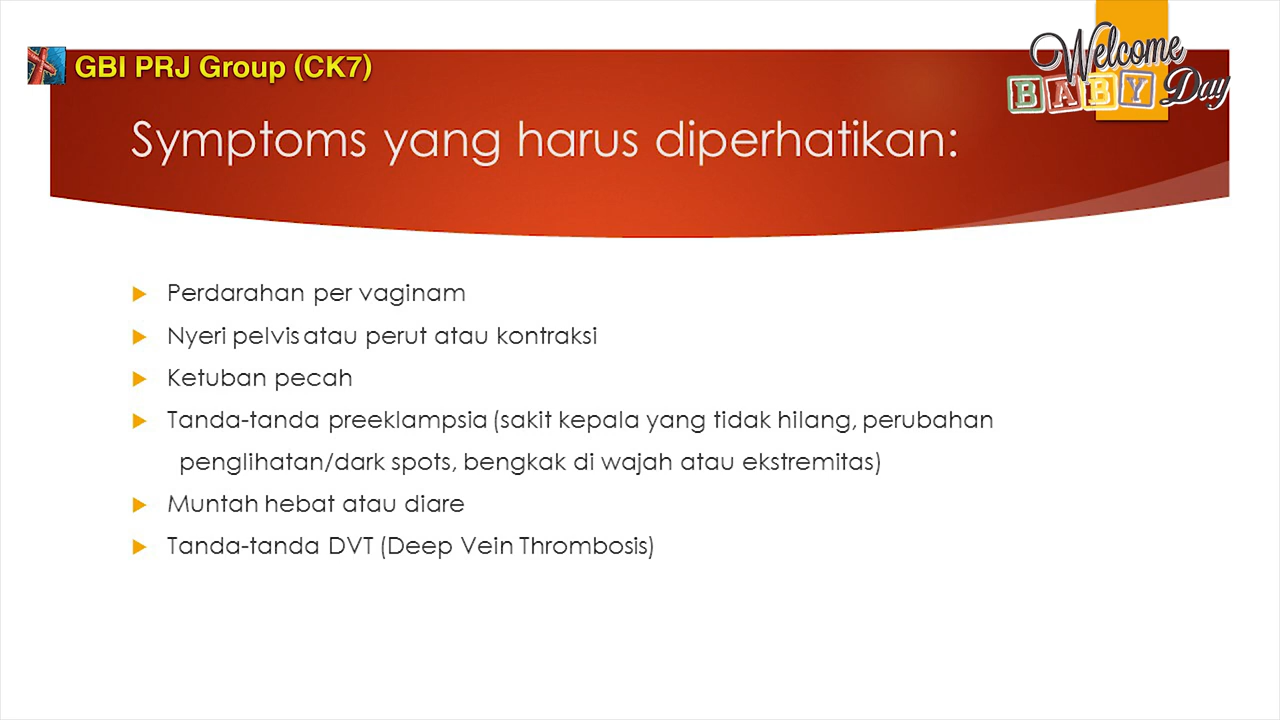 GBI PRJ Group (CK7)
Welcome
BABY Day
Symptoms yang harus diperhatikan:
Perdarahan per vaginam
Nyeri pelvis atau perut atau kontraksi
Ketuban pecah
Tanda-tanda preeklampsia (sakit kepala yang tidak hilang, perubahan
penglihatan/dark spots, bengkak di wajah atau ekstremitas)
Muntah hebat atau diare
Tanda-tanda DVT (Deep Vein Thrombosis)